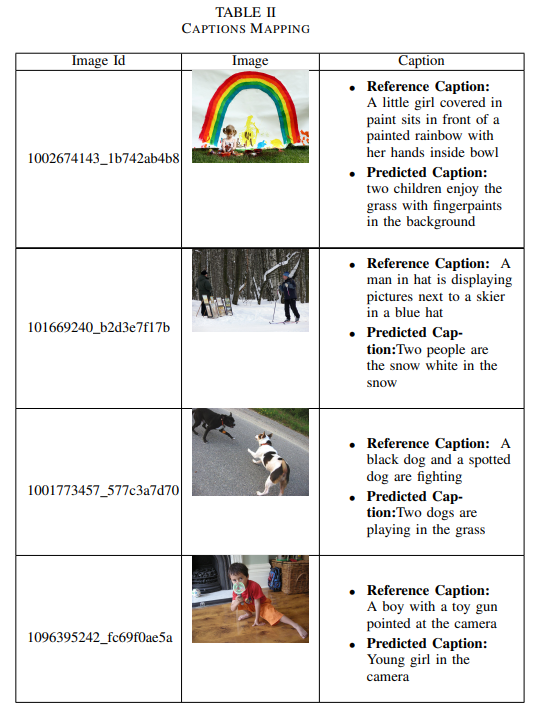 TABLE II
CAPTIONS MAPPING
Image Id Image Caption
1002674143_1b742ab4b8
• Reference Caption:
A little girl covered in
paint sits in front of a
painted rainbow with
her hands inside bowl
• Predicted Caption:
two children enjoy the
grass with fingerpaints
in the background
101669240_b2d3e7f17b
• Reference Caption: A
man in hat is displaying
pictures next to a skier
in a blue hat
• Predicted Cap-
tion:Two people are
the snow white in the
snow
1001773457_577c3a7d70
• Reference Caption: A
black dog and a spotted
dog are fighting
• Predicted Cap-
tion:Two dogs are
playing in the grass
1096395242_fc69f0ae5a
• Reference Caption:
A boy with a toy gun
pointed at the camera
• Predicted Caption:
Young girl in the
camera